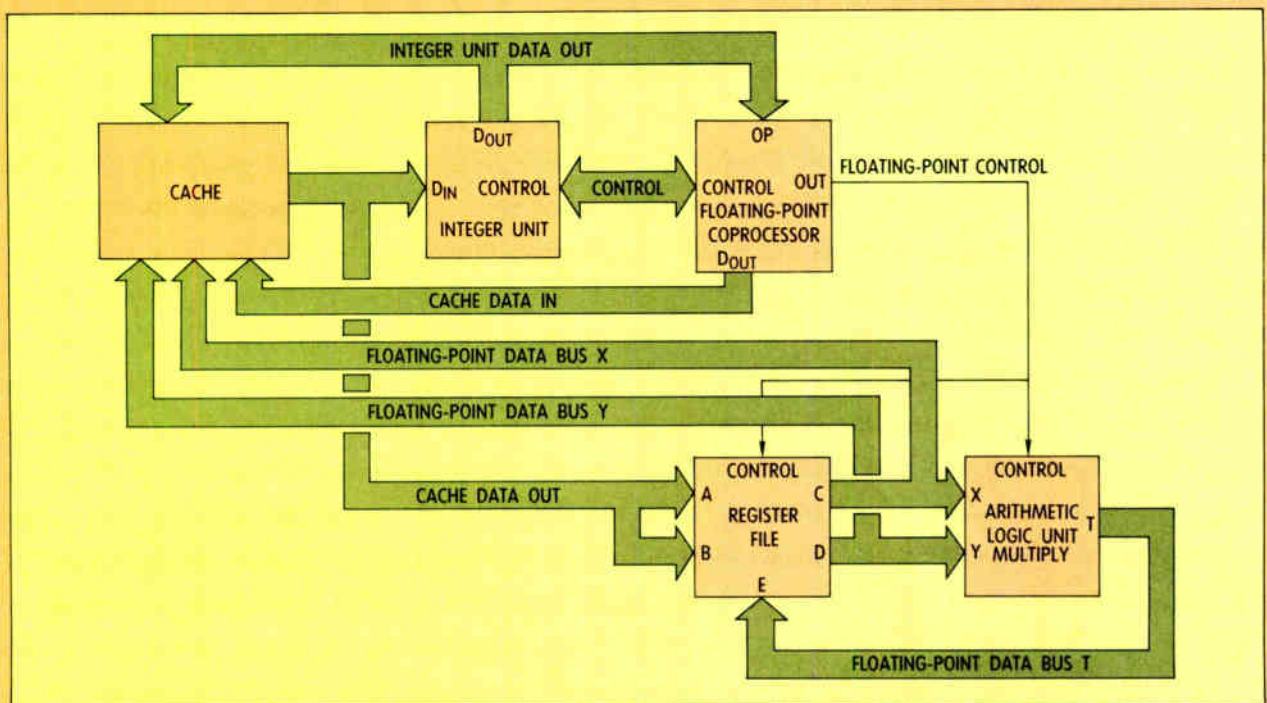 INTEGER UNIT DATA OUT
CACHE
DOUT
DIN
CONTROL
INTEGER UNIT
CONTROL
OP
OUT
CONTROL
FLOATING-POINT
COPROCESSOR
DOUT
FLOATING-POINT CONTROL
CACHE DATA IN
FLOATING-POINT DATA BUS X
FLOATING-POINT DATA BUS Y
CACHE DATA OUT
CONTROL
A
C
REGISTER
FILE
B
D
E
CONTROL
X
ARITHMETIC
LOGIC UNIT
T
Y
MULTIPLY
FLOATING-POINT DATA BUS T